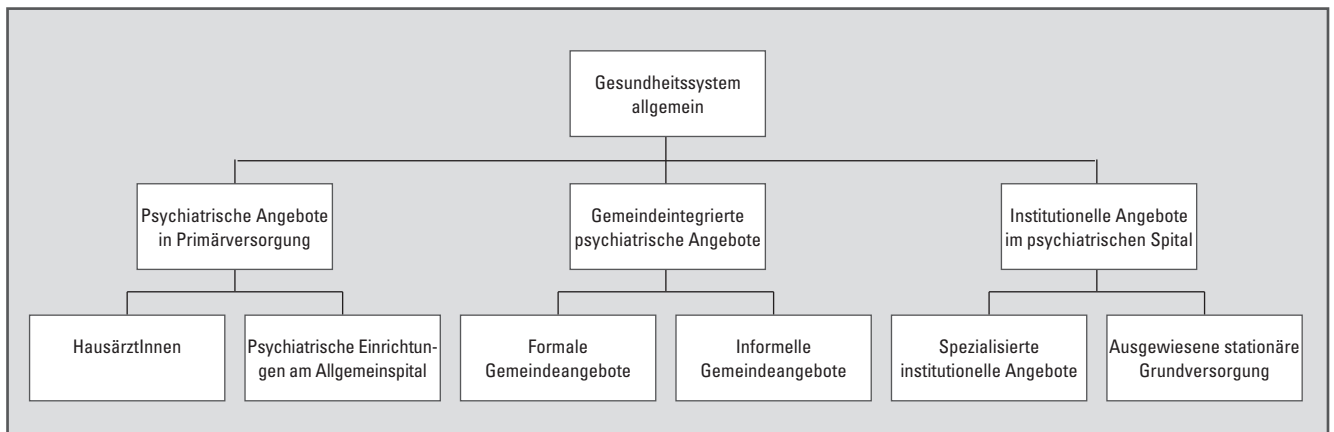 Gesundheitssystem
allgemein
Psychiatrische Angebote
in Primärversorgung
Gemeindeintegrierte
psychiatrische Angebote
Institutionelle Angebote
im psychiatrischen Spital
HausärztInnen
Psychiatrische Einrichtun-
gen am Allgemeinspital
Formale
Gemeindeangebote
Informelle
Gemeindeangebote
Spezialisierte
institutionelle Angebote
Ausgewiesene stationäre
Grundversorgung